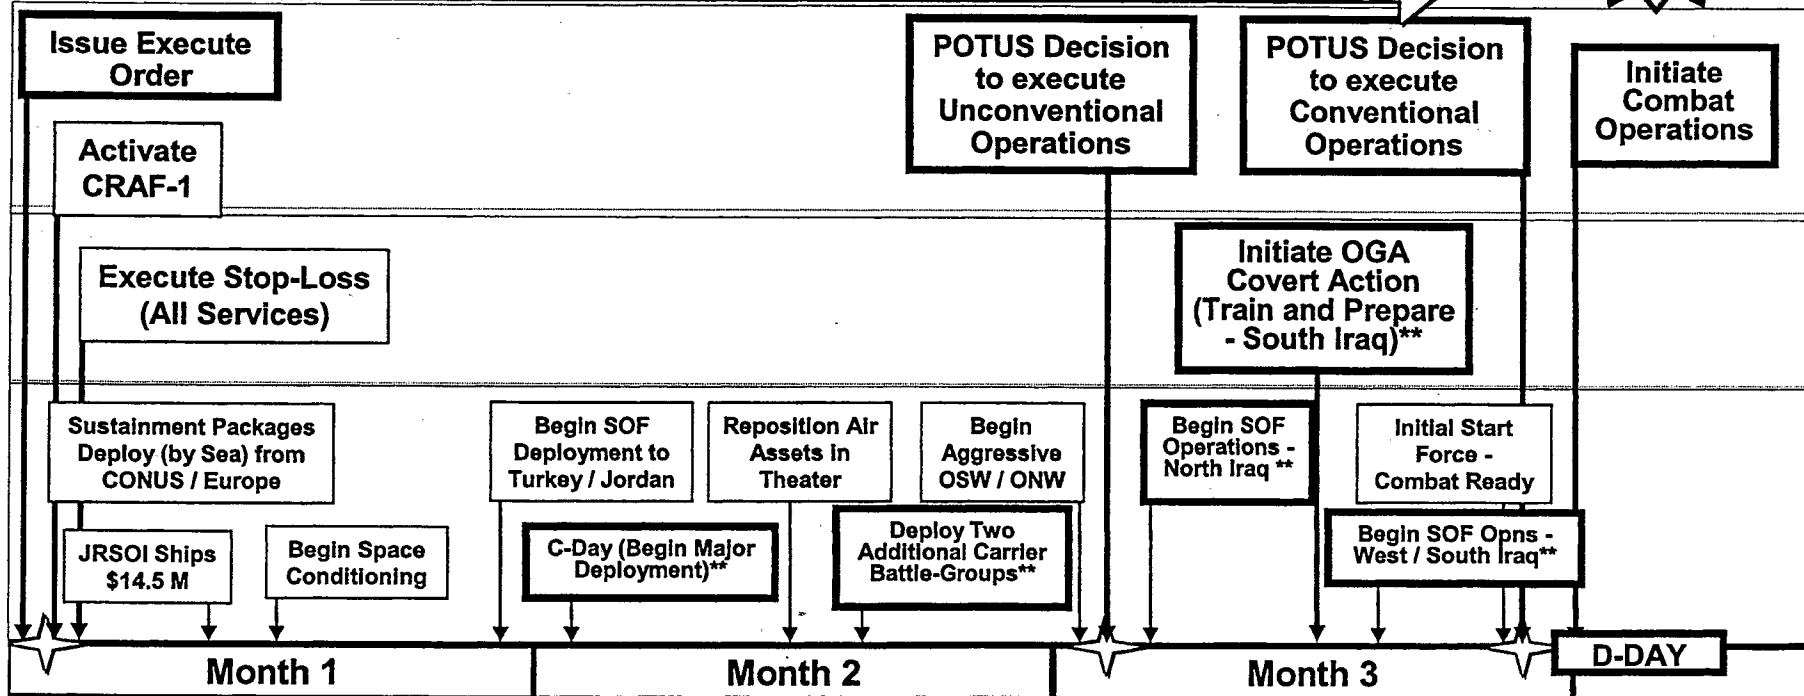 Issue Execute
Order
POTUS Decision
to execute
Unconventional
Operations
POTUS Decision
to execute
Conventional
Operations
Initiate
Combat
Operations
Activate
CRAF-1
Execute Stop-Loss
(All Services)
Initiate OGA
Covert Action
(Train and Prepare
- South Iraq)**
Sustainment Packages
Deploy (by Sea) from
CONUS / Europe
Begin SOF
Deployment to
Turkey / Jordan
Reposition Air
Assets in
Theater
Begin
Aggressive
OSW / ONW
Begin SOF
Operations -
North Iraq **
Initial Start
Force -
Combat Ready
JRSOI Ships
$14.5 M
Begin Space
Conditioning
C-Day (Begin Major
Deployment)**
Deploy Two
Additional Carrier
Battle-Groups**
Begin SOF Opns -
West / South Iraq**
Month 1
Month 2
Month 3
D-DAY